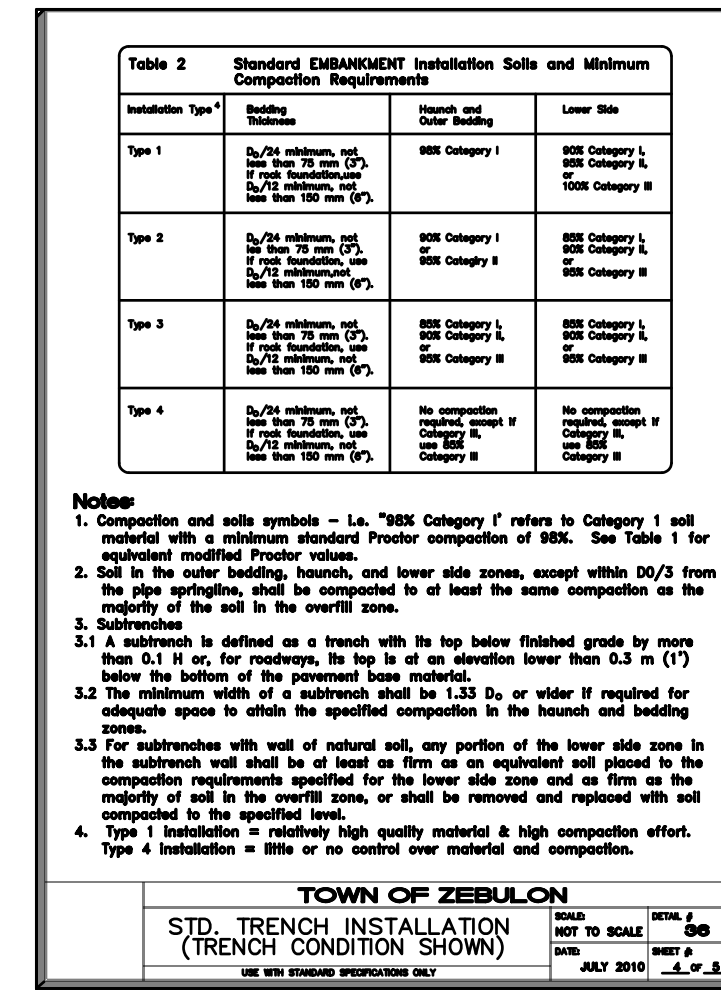 Table 2 Standard EMBANKMENT Installation Soils and Minimum
Compaction Requirements
Installation Type 4
Bedding
Thickness
Haunch and
Outer Bedding
Lower Side
Type 1
Do/24 minimum, not
less than 75 mm (3").
If rock foundation,use
Do/12 minimum, not
less than 150 mm (6").
98% Category I
90% Category I,
95% Category II,
or
100% Category III
Type 2
Do/24 minimum, not
les than 75 mm (3").
If rock foundation, use
Do/12 minimum,not
less than 150 mm (6").
90% Category I
or
95% Categiry II
85% Category I,
90% Category II,
or
95% Category III
Type 3
Do/24 minimum, not
less than 75 mm (3").
If rock foundation, use
Do/12 minimum, not
less than 150 mm (6").
85% Category I,
90% Category II,
or
95% Category III
85% Category I,
90% Category II,
or
95% Category III
Type 4
Do/24 minimum, not
less than 75 mm (3").
If rock foundation, use
Do/12 minimum, not
less than 150 mm (6").
No compaction
required, except if
Category III,
use 85%
Category III
No compaction
required, except if
Category III,
use 85%
Category III
Notes:
1. Compaction and soils symbols – i.e. "98% Category I' refers to Category 1 soil
material with a minimum standard Proctor compaction of 98%. See Table 1 for
equivalent modified Proctor values.
2. Soil in the outer bedding, haunch, and lower side zones, except within DO/3 from
the pipe springline, shall be compacted to at least the same compaction as the
majority of the soil in the overfill zone.
3. Subtrenches
3.1 A subtrench is defined as a trench with its top below finished grade by more
than 0.1 H or, for roadways, its top is at an elevation lower than 0.3 m (1')
below the bottom of the pavement base material.
3.2 The minimum width of a subtrench shall be 1.33 Do or wider if required for
adequate space to attain the specified compaction in the haunch and bedding
zones.
3.3 For subtrenches with wall of natural soil, any portion of the lower side zone in
the subtrench wall shall be at least as firm as an equivalent soil placed to the
compaction requirements specified for the lower side zone and as firm as the
majority of soil in the overfill zone, or shall be removed and replaced with soil
compacted to the specified level.
4. Type 1 installation = relatively high quality material & high compaction effort.
Type 4 installation = little or no control over material and compaction.
TOWN OF ZEBULON
STD. TRENCH INSTALLATION
(TRENCH CONDITION SHOWN)
USE WITH STANDARD SPECIFICATIONS ONLY
SCALE:
NOT TO SCALE
DETAIL #
36
DATE:
JULY 2010
SHEET #:
4 OF 5